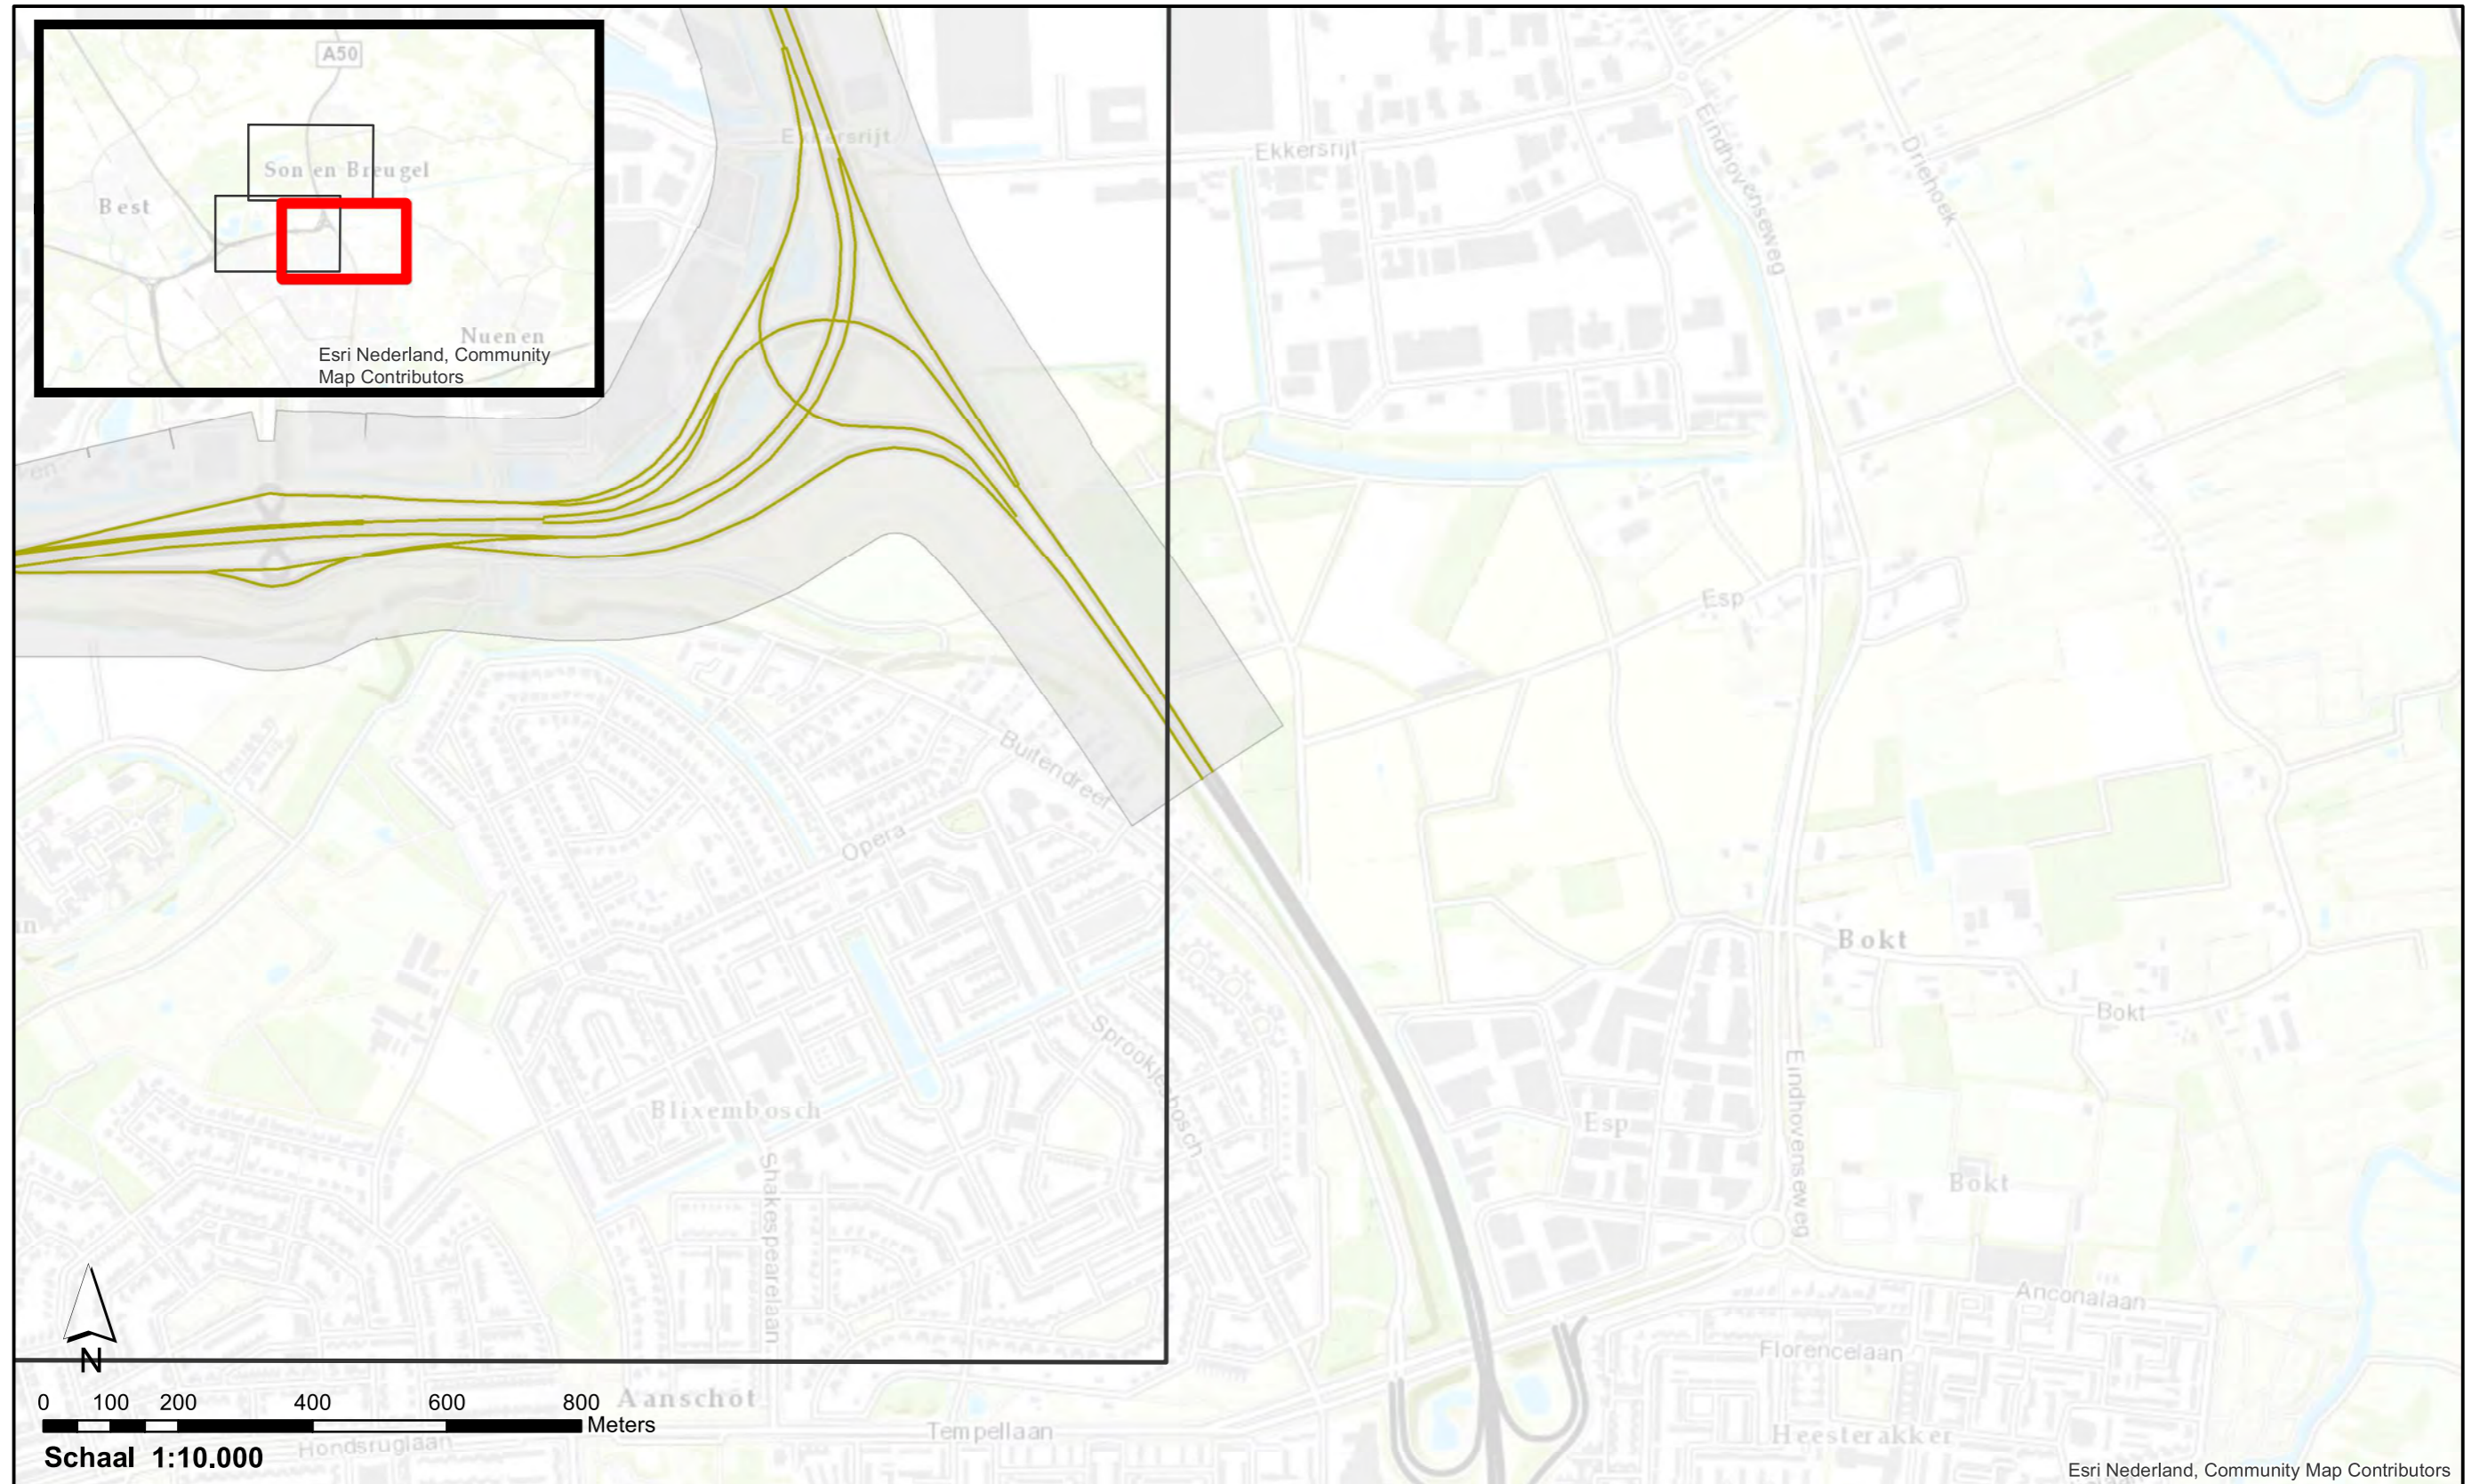 A50
Son en Breugel
Best
Nuenen
Esri Nederland, Community
Map Contributors
Ekkersrijt
Ekkersrijt
Eindhovenseweg
Driehoek
Esp
Buitendreef
Opera
Bokt
Bokt
Sprookjesbosch
Blixembosch
Esp
Eindhovenseweg
Shakespearelaan
Bokt
Anconalaan
Florencelaan
N
0 100 200 400 600 800
Meters
Aanschot
Tempellaan
Heesterakker
Hondsruglaan
Schaal 1:10.000
Esri Nederland, Community Map Contributors